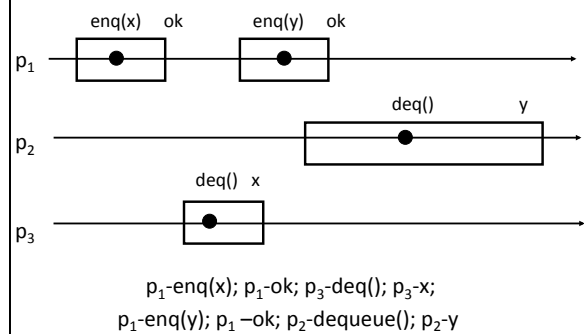 enq(x) ok enq(y) ok
p₁
deq() y
p₂
deq() x
p₃
p₁-enq(x); p₁-ok; p₃-deq(); p₃-x;
p₁-enq(y); p₁ –ok; p₂-dequeue(); p₂-y